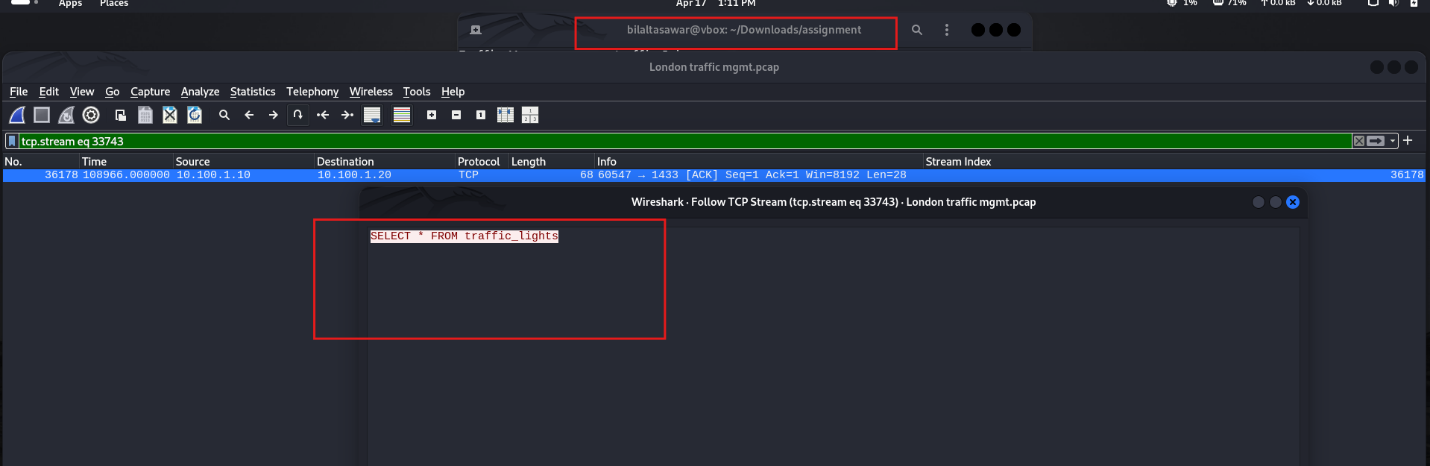 Apps Places Apr 17 1:11 PM 1% 71% ↑ 0.0 kB ↓ 0.0 kB
bilaltasawar@vbox: ~/Downloads/assignment
London traffic mgmt.pcap
File Edit View Go Capture Analyze Statistics Telephony Wireless Tools Help
tcp.stream eq 33743
No. Time Source Destination Protocol Length Info Stream Index
36178 108966.000000 10.100.1.10 10.100.1.20 TCP 68 60547 → 1433 [ACK] Seq=1 Ack=1 Win=8192 Len=28 36178
Wireshark · Follow TCP Stream (tcp.stream eq 33743) · London traffic mgmt.pcap
SELECT * FROM traffic_lights